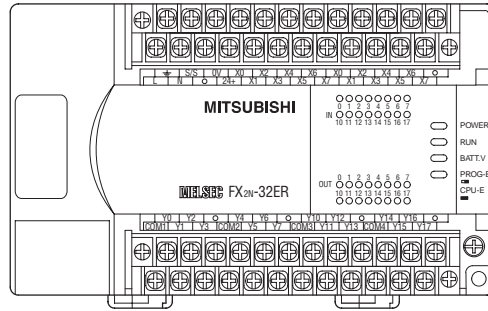 ⏚ S/S 0V X0 X2 X4 X6 X0 X2 X4 X6
L N 24+ X1 X3 X5 X7 X1 X3 X5 X7
MITSUBISHI
0 1 2 3 4 5 6 7
IN
10 11 12 13 14 15 16 17
POWER
RUN
BATT.V
PROG-E
CPU-E
MELSEC FX2N-32ER
0 1 2 3 4 5 6 7
OUT
10 11 12 13 14 15 16 17
Y0 Y2 Y4 Y6 Y10 Y12 Y14 Y16
COM1 Y1 Y3 COM2 Y5 Y7 COM3 Y11 Y13 COM4 Y15 Y17